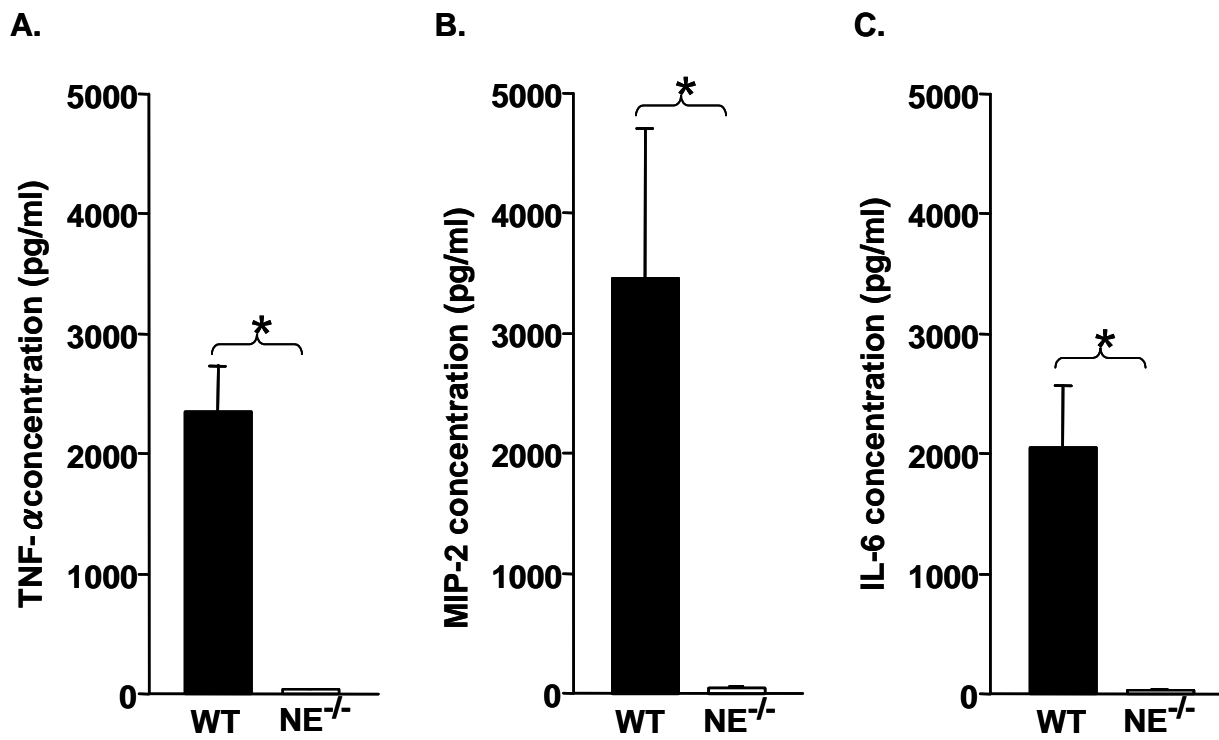 A.
TNF-αconcentration (pg/ml)
5000
4000
3000
2000
1000
0
*
WT
NE-/-
B.
MIP-2 concentration (pg/ml)
5000
4000
3000
2000
1000
0
*
WT
NE-/-
C.
IL-6 concentration (pg/ml)
5000
4000
3000
2000
1000
0
*
WT
NE-/-